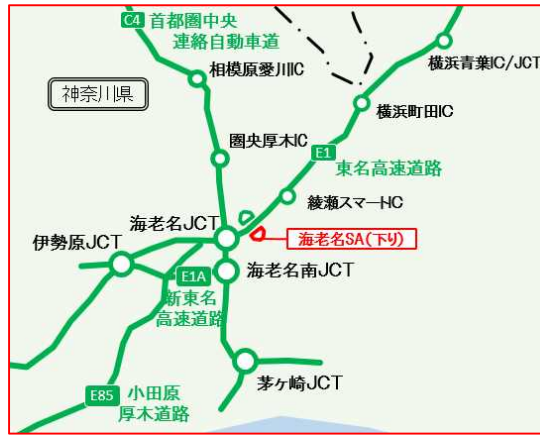 C4 首都圏中央
連絡自動車道
相模原愛川IC
横浜青葉IC/JCT
神奈川県
横浜町田IC
圏央厚木IC
E1
東名高速道路
綾瀬スマートIC
海老名JCT
海老名SA(下り)
伊勢原JCT
海老名南JCT
E1A
新東名
高速道路
茅ヶ崎JCT
E85 小田原
厚木道路